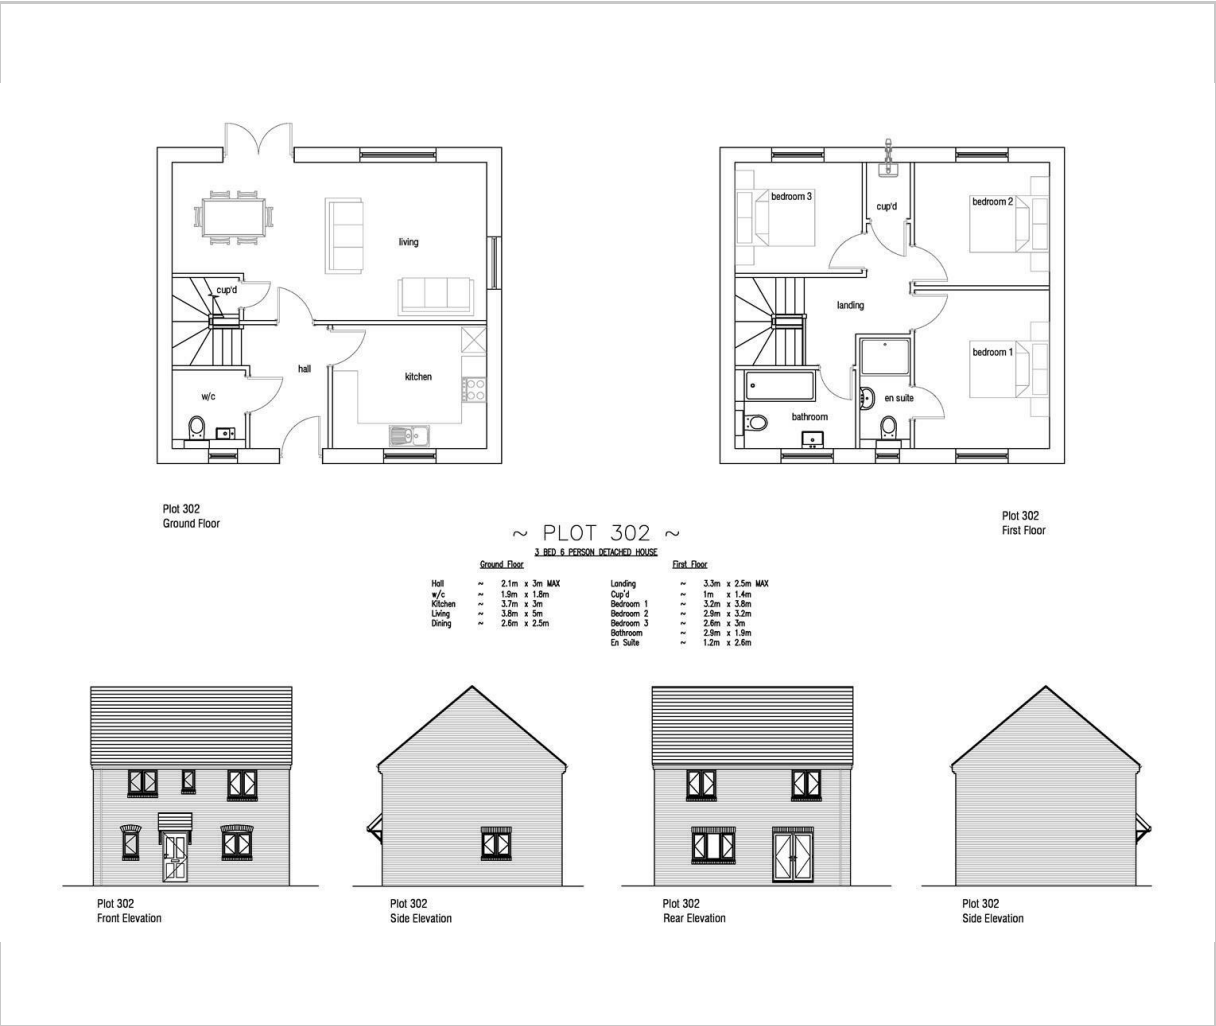 living
cup'd
hall
kitchen
w/c
bedroom 3
cup'd
bedroom 2
landing
bedroom 1
en suite
bathroom
Plot 302
Ground Floor
Plot 302
First Floor
~ PLOT 302 ~
3 BED 6 PERSON DETACHED HOUSE
Ground Floor
Hall ~ 2.1m x 3m MAX
w/c ~ 1.9m x 1.8m
Kitchen ~ 3.7m x 3m
Living ~ 3.8m x 5m
Dining ~ 2.6m x 2.5m
First Floor
Landing ~ 3.3m x 2.5m MAX
Cup'd ~ 1m x 1.4m
Bedroom 1 ~ 3.2m x 3.8m
Bedroom 2 ~ 2.9m x 3.2m
Bedroom 3 ~ 2.6m x 3m
Bathroom ~ 2.9m x 1.9m
En Suite ~ 1.2m x 2.6m
Plot 302
Front Elevation
Plot 302
Side Elevation
Plot 302
Rear Elevation
Plot 302
Side Elevation